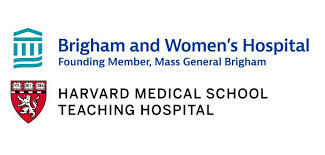 Brigham and Women's Hospital
Founding Member, Mass General Brigham
HARVARD MEDICAL SCHOOL
TEACHING HOSPITAL